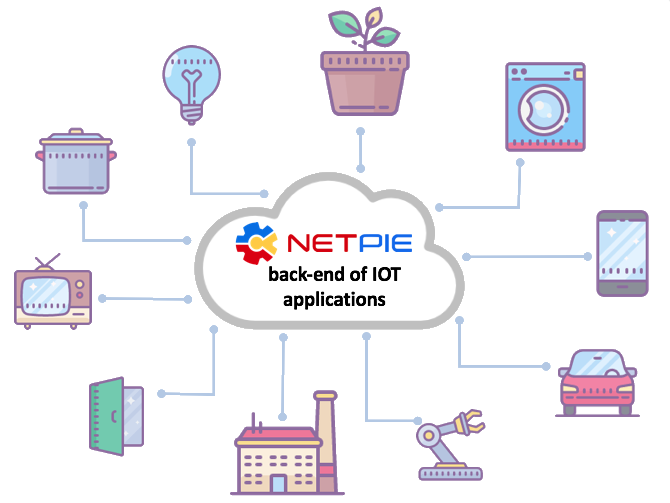 NETPIE
back-end of IOT
applications